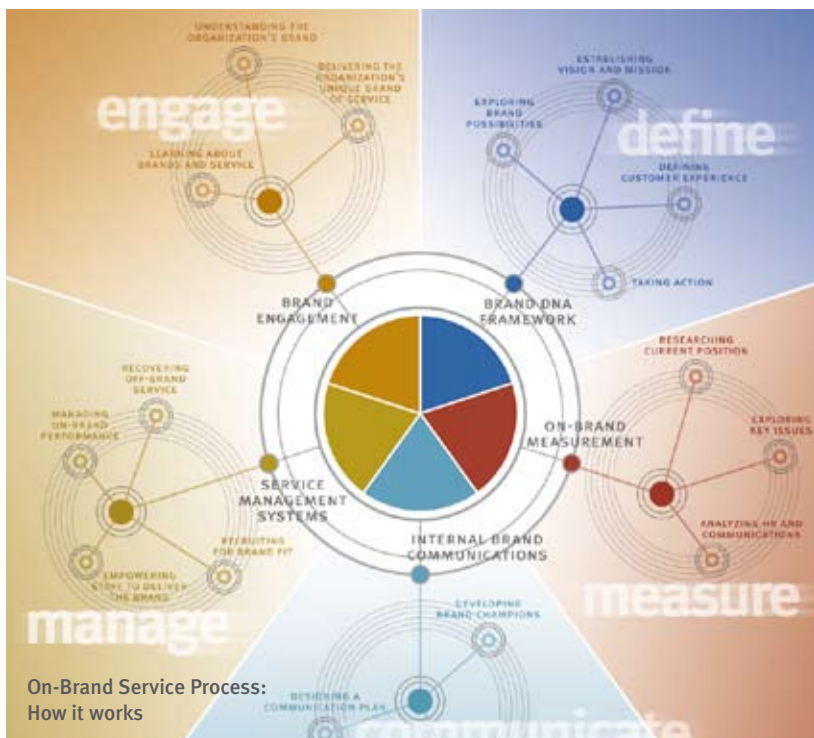 UNDERSTANDING THE
ORGANIZATION'S BRAND
DELIVERING THE
ORGANIZATION'S
UNIQUE BRAND
OF SERVICE
engage
LEARNING ABOUT
BRANDS AND SERVICE
BRAND
ENGAGEMENT
ESTABLISHING
VISION AND MISSION
EXPLORING
BRAND
POSSIBILITIES
define
DEFINING
CUSTOMER EXPERIENCE
TAKING ACTION
BRAND DNA
FRAMEWORK
RESEARCHING
CURRENT POSITION
EXPLORING
KEY ISSUES
ON-BRAND
MEASUREMENT
ANALYZING HR AND
COMMUNICATIONS
measure
RECOVERING
OFF-BRAND
SERVICE
MANAGING
ON-BRAND
PERFORMANCE
SERVICE
MANAGEMENT
SYSTEMS
RECRUITING
FOR BRAND FIT
EMPOWERING
STAFF TO DELIVER
THE BRAND
manage
INTERNAL BRAND
COMMUNICATIONS
DEVELOPING
BRAND CHAMPIONS
DESIGNING A
COMMUNICATION PLAN
communicate
On-Brand Service Process:
How it works